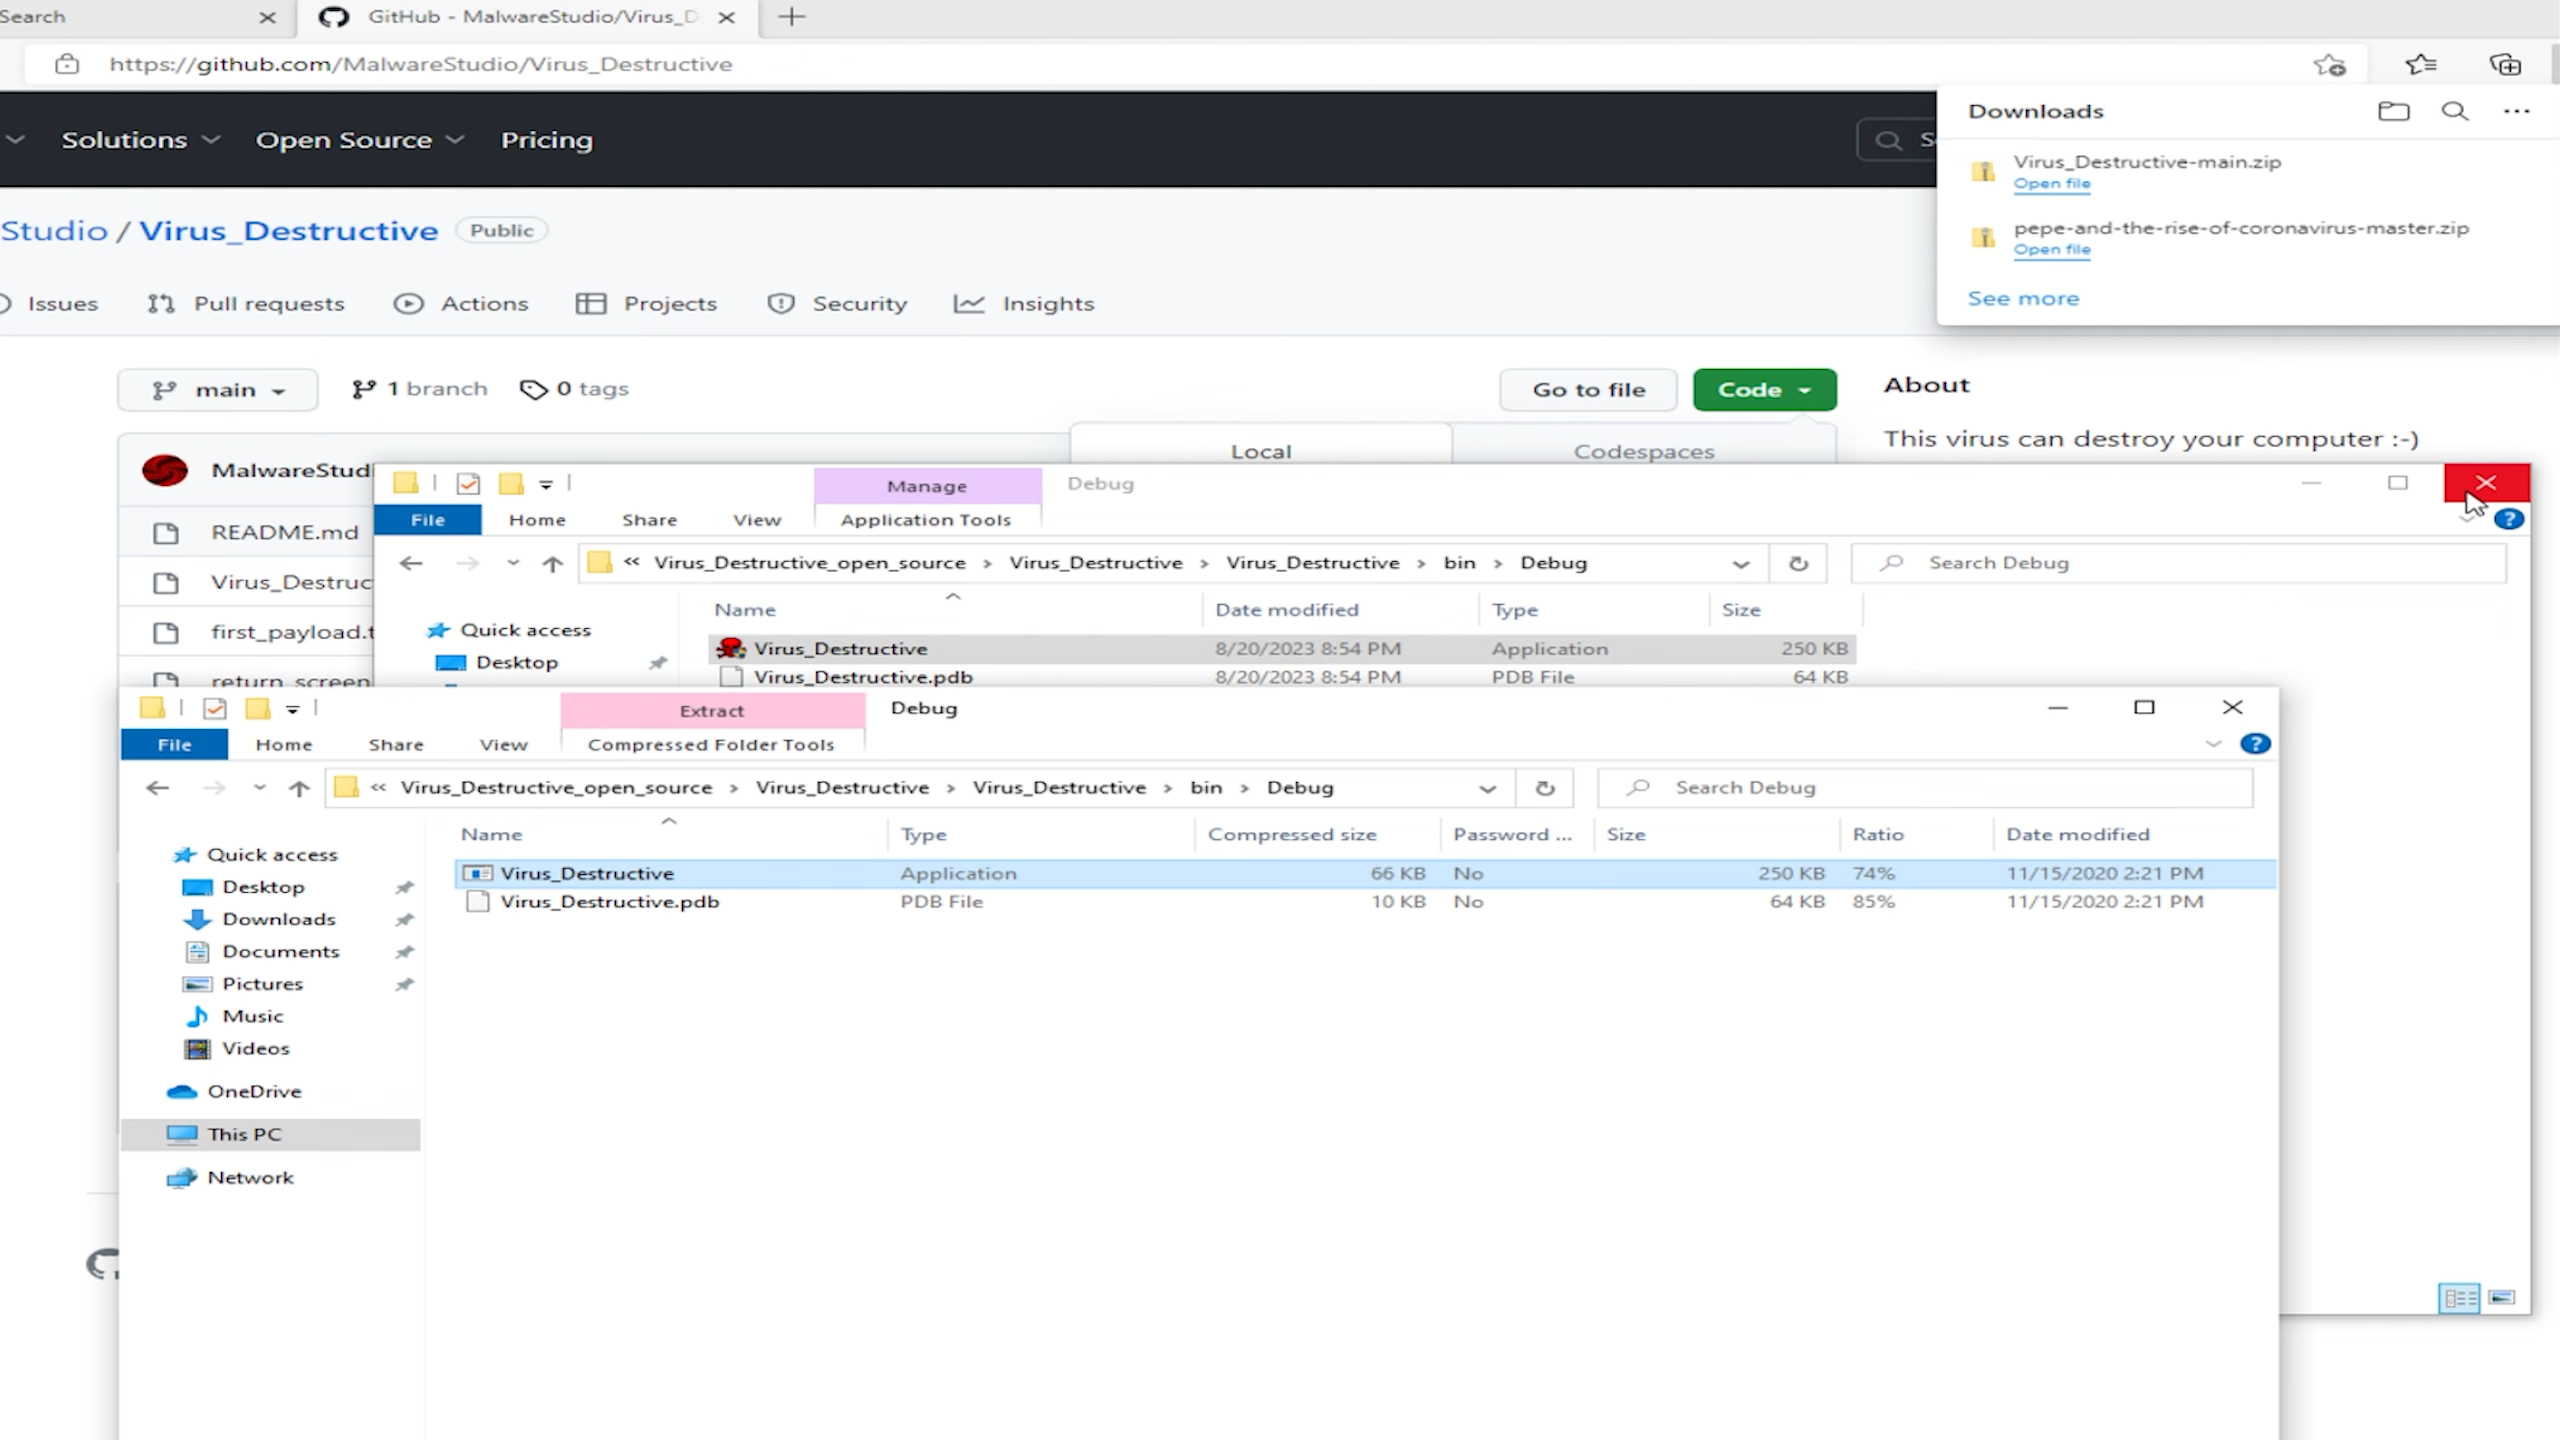 Search
GitHub - MalwareStudio/Virus_D
https://github.com/MalwareStudio/Virus_Destructive
Solutions Open Source Pricing
Downloads
Virus_Destructive-main.zip
Open file
pepe-and-the-rise-of-coronavirus-master.zip
Open file
See more
Studio / Virus_Destructive Public
Issues Pull requests Actions Projects Security Insights
main 1 branch 0 tags Go to file Code
About
This virus can destroy your computer :-)
Local Codespaces
MalwareStudi
README.md
Virus_Destruc
first_payload.t
return_screen
Manage Debug
File Home Share View Application Tools
« Virus_Destructive_open_source › Virus_Destructive › Virus_Destructive › bin › Debug Search Debug
Name Date modified Type Size
Quick access
Desktop
Virus_Destructive 8/20/2023 8:54 PM Application 250 KB
Virus_Destructive.pdb 8/20/2023 8:54 PM PDB File 64 KB
Extract Debug
File Home Share View Compressed Folder Tools
« Virus_Destructive_open_source › Virus_Destructive › Virus_Destructive › bin › Debug Search Debug
Name Type Compressed size Password ... Size Ratio Date modified
Virus_Destructive Application 66 KB No 250 KB 74% 11/15/2020 2:21 PM
Virus_Destructive.pdb PDB File 10 KB No 64 KB 85% 11/15/2020 2:21 PM
Quick access
Desktop
Downloads
Documents
Pictures
Music
Videos
OneDrive
This PC
Network